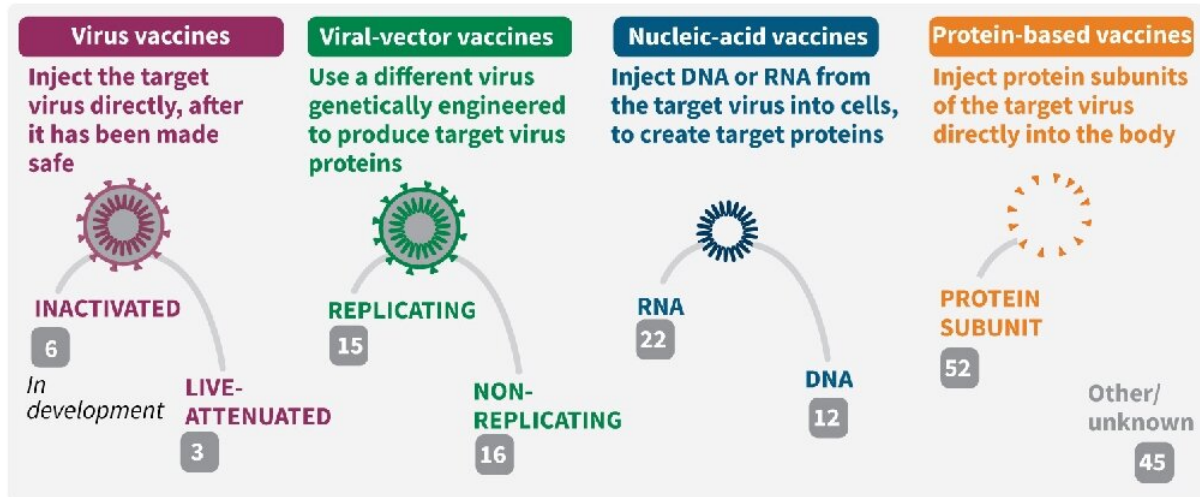 Virus vaccines
Inject the target
virus directly, after
it has been made
safe
INACTIVATED
6
In
development
LIVE-
ATTENUATED
3
Viral-vector vaccines
Use a different virus
genetically engineered
to produce target virus
proteins
REPLICATING
15
NON-
REPLICATING
16
Nucleic-acid vaccines
Inject DNA or RNA from
the target virus into cells,
to create target proteins
RNA
22
DNA
12
Protein-based vaccines
Inject protein subunits
of the target virus
directly into the body
PROTEIN
SUBUNIT
52
Other/
unknown
45